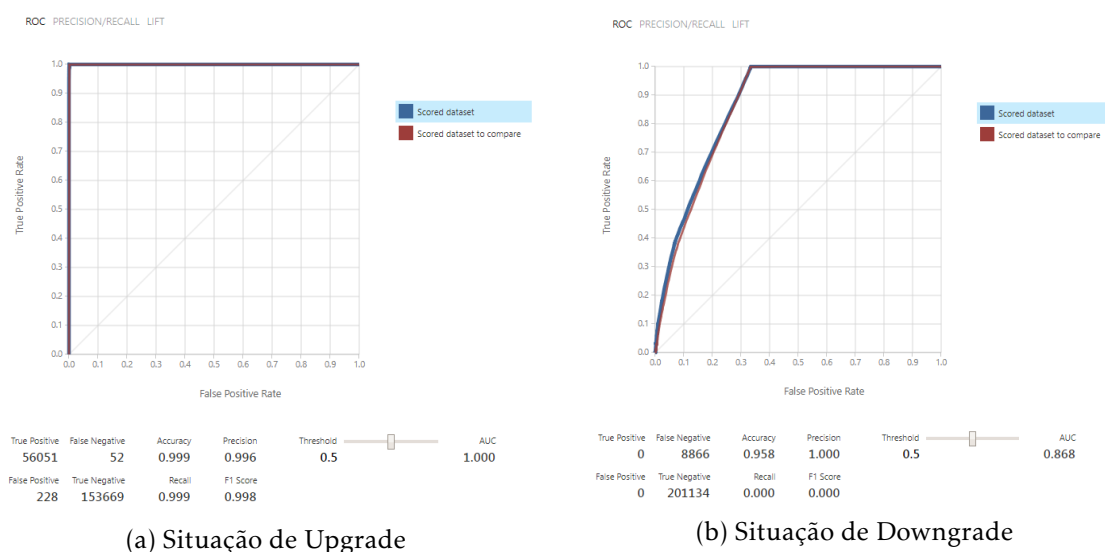 ROC PRECISION/RECALL LIFT
1.0
0.9
0.8
0.7
0.6
0.5
0.4
0.3
0.2
0.1
0.0
True Positive Rate
0.0 0.1 0.2 0.3 0.4 0.5 0.6 0.7 0.8 0.9 1.0
False Positive Rate
Scored dataset
Scored dataset to compare
True Positive False Negative Accuracy Precision Threshold AUC
56051 52 0.999 0.996 0.5 1.000
False Positive True Negative Recall F1 Score
228 153669 0.999 0.998
(a) Situação de Upgrade
ROC PRECISION/RECALL LIFT
1.0
0.9
0.8
0.7
0.6
0.5
0.4
0.3
0.2
0.1
0.0
True Positive Rate
0.0 0.1 0.2 0.3 0.4 0.5 0.6 0.7 0.8 0.9 1.0
False Positive Rate
Scored dataset
Scored dataset to compare
True Positive False Negative Accuracy Precision Threshold AUC
0 8866 0.958 1.000 0.5 0.868
False Positive True Negative Recall F1 Score
0 201134 0.000 0.000
(b) Situação de Downgrade